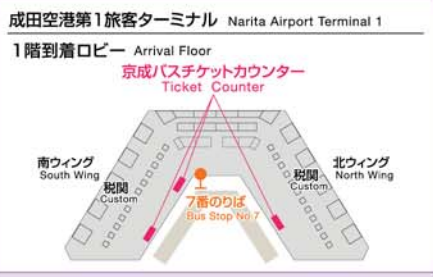 成田空港第1旅客ターミナル Narita Airport Terminal 1
1階到着ロビー Arrival Floor
京成バスチケットカウンター
Ticket Counter
南ウィング
South Wing
税関
Custom
7番のりば
Bus Stop No.7
税関
Custom
北ウィング
North Wing